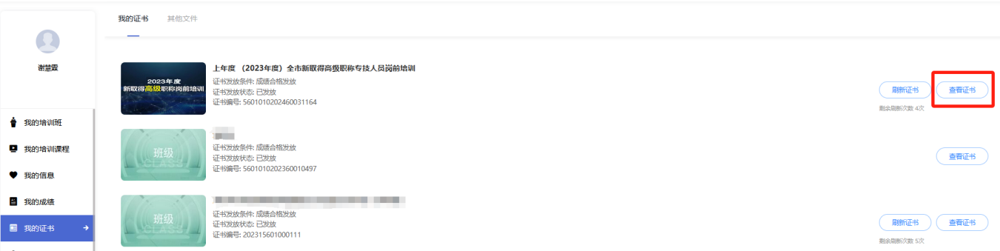 我的证书
其他文件
谢慧霖
我的培训班
我的培训课程
我的信息
我的成绩
我的证书
2023年度
新取得高级职称岗前培训
上年度 （2023年度）全市新取得高级职称专技人员岗前培训
证书发放条件: 成绩合格发放
证书发放状态: 已发放
证书编号: 5601010202460031164
刷新证书
查看证书
剩余刷新次数 4次
班级
CLASS
证书发放条件: 成绩合格发放
证书发放状态: 已发放
证书编号: 5601010202360010497
查看证书
班级
CLASS
证书发放条件: 成绩合格发放
证书发放状态: 已发放
证书编号: 202315601000111
刷新证书
查看证书
剩余刷新次数 5次